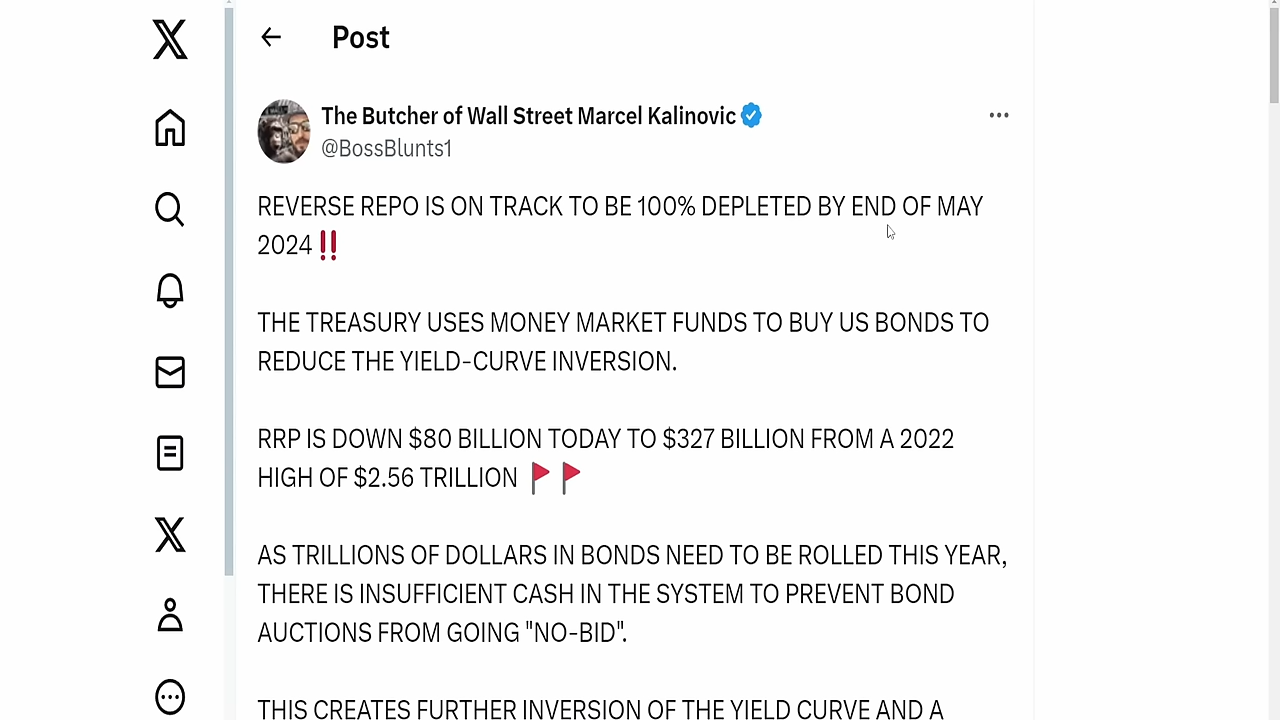 Post
The Butcher of Wall Street Marcel Kalinovic
@BossBlunts1
REVERSE REPO IS ON TRACK TO BE 100% DEPLETED BY END OF MAY
2024‼️
THE TREASURY USES MONEY MARKET FUNDS TO BUY US BONDS TO
REDUCE THE YIELD-CURVE INVERSION.
RRP IS DOWN $80 BILLION TODAY TO $327 BILLION FROM A 2022
HIGH OF $2.56 TRILLION 🚩🚩
AS TRILLIONS OF DOLLARS IN BONDS NEED TO BE ROLLED THIS YEAR,
THERE IS INSUFFICIENT CASH IN THE SYSTEM TO PREVENT BOND
AUCTIONS FROM GOING "NO-BID".
THIS CREATES FURTHER INVERSION OF THE YIELD CURVE AND A